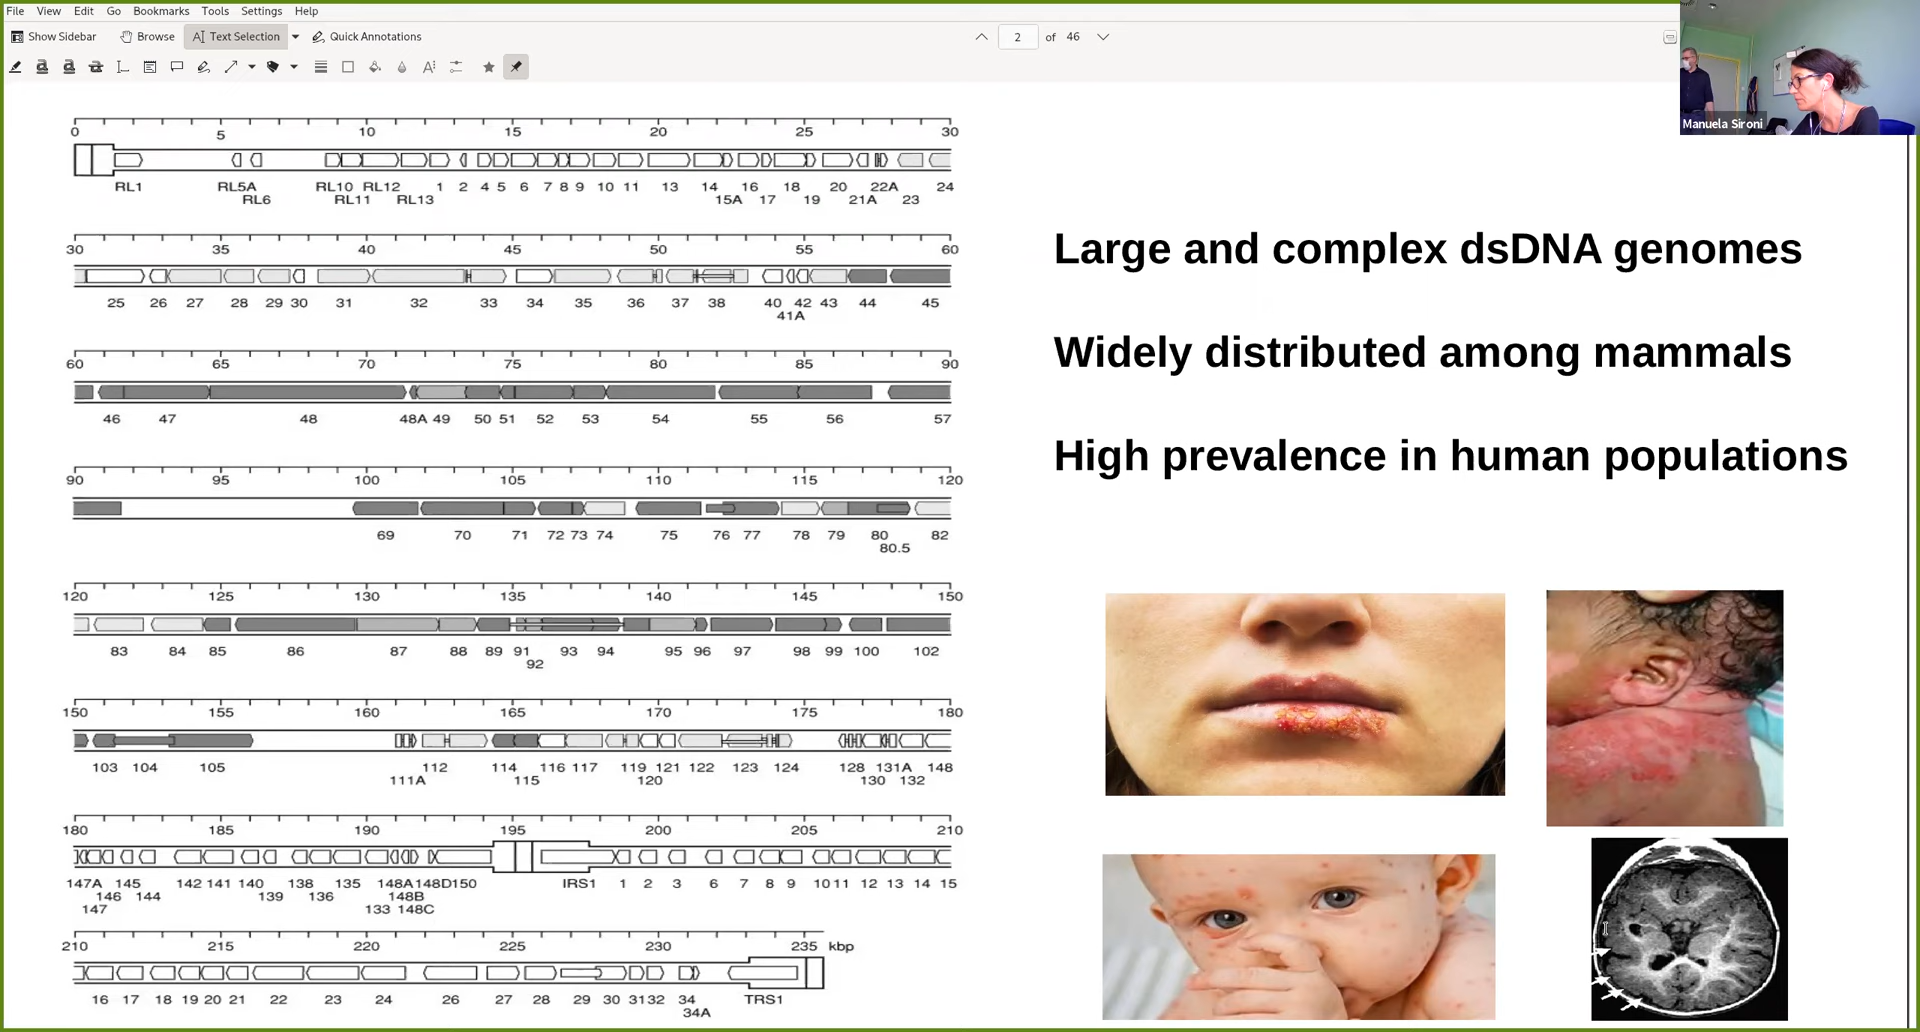 File View Edit Go Bookmarks Tools Settings Help
Show Sidebar Browse Text Selection Quick Annotations 2 of 46
Manuela Sironi
0 5 10 15 20 25 30
RL1 RL5A RL10 RL12 1 2 4 5 6 7 8 9 10 11 13 14 16 18 20 22A 24
RL6 RL11 RL13 15A 17 19 21A 23
30 35 40 45 50 55 60
25 26 27 28 29 30 31 32 33 34 35 36 37 38 40 42 43 44 45
41A
60 65 70 75 80 85 90
46 47 48 48A 49 50 51 52 53 54 55 56 57
90 95 100 105 110 115 120
69 70 71 72 73 74 75 76 77 78 79 80 82
80.5
120 125 130 135 140 145 150
83 84 85 86 87 88 89 91 93 94 95 96 97 98 99 100 102
92
150 155 160 165 170 175 180
103 104 105 112 114 116 117 119 121 122 123 124 128 131A 148
111A 115 120 130 132
180 185 190 195 200 205 210
147A 145 142 141 140 138 135 148A 148D 150 IRS1 1 2 3 6 7 8 9 10 11 12 13 14 15
146 144 139 136 148B
147 133 148C
210 215 220 225 230 235 kbp
16 17 18 19 20 21 22 23 24 26 27 28 29 30 31 32 34 TRS1
34A
Large and complex dsDNA genomes
Widely distributed among mammals
High prevalence in human populations